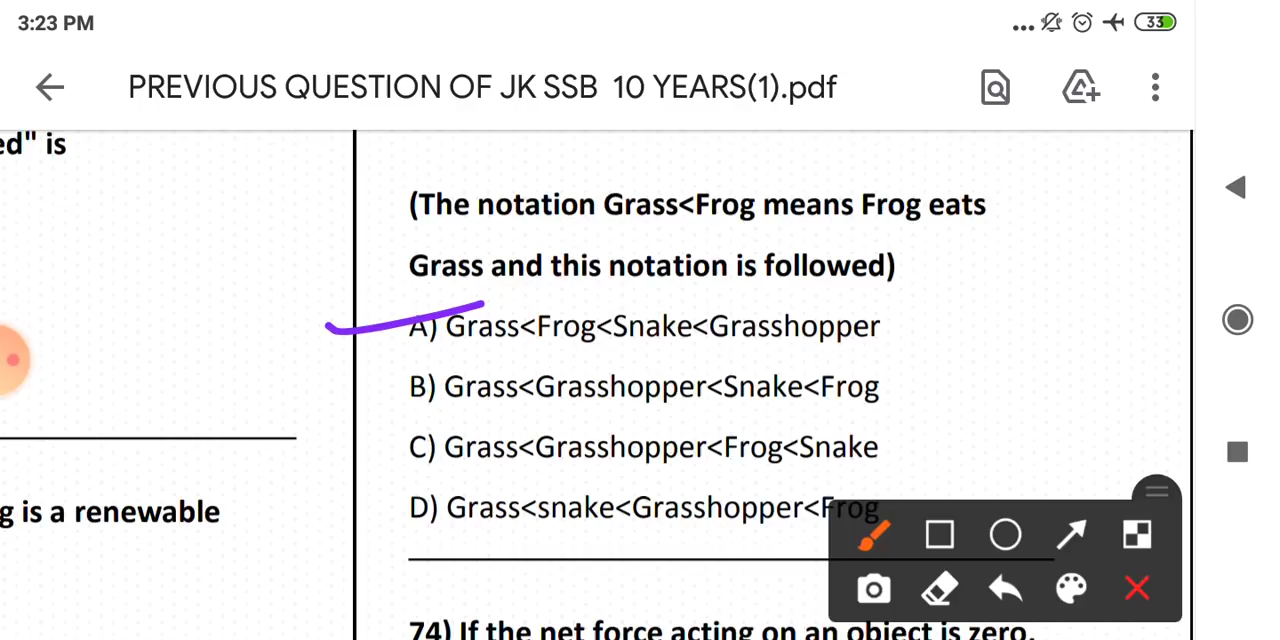 3:23 PM
33
PREVIOUS QUESTION OF JK SSB 10 YEARS(1).pdf
ed" is
g is a renewable
(The notation Grass<Frog means Frog eats
Grass and this notation is followed)
A) Grass<Frog<Snake<Grasshopper
B) Grass<Grasshopper<Snake<Frog
C) Grass<Grasshopper<Frog<Snake
D) Grass<snake<Grasshopper<Frog
74) If the net force acting on an object is zero.